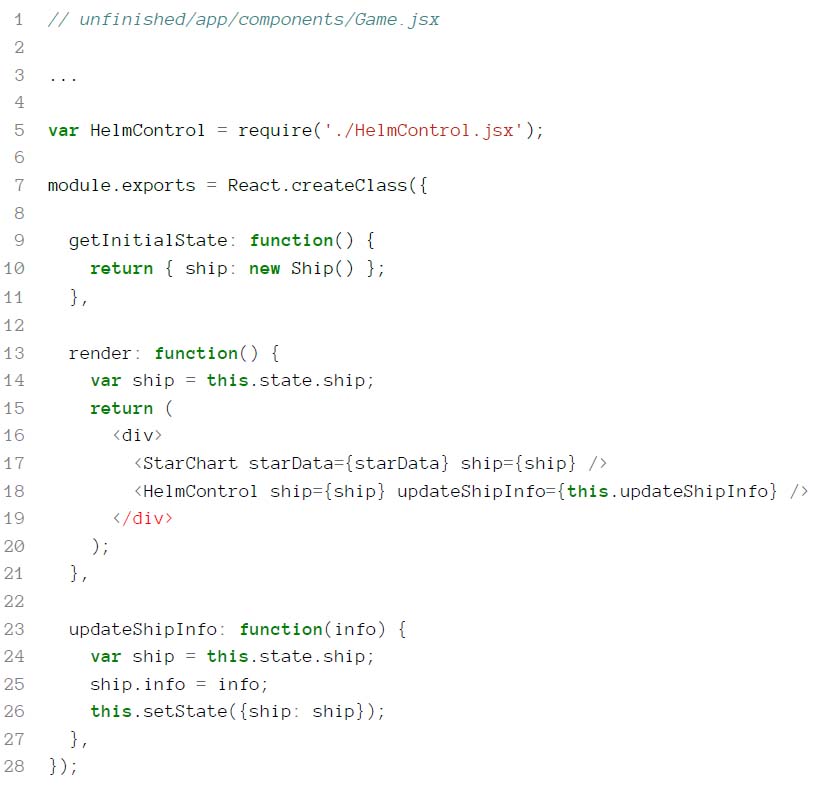 1 // unfinished/app/components/Game.jsx
2
3 ...
4
5 var HelmControl = require('./HelmControl.jsx');
6
7 module.exports = React.createClass({
8
9   getInitialState: function() {
10     return { ship: new Ship() };
11   },
12
13   render: function() {
14     var ship = this.state.ship;
15     return (
16       <div>
17         <StarChart starData={starData} ship={ship} />
18         <HelmControl ship={ship} updateShipInfo={this.updateShipInfo} />
19       </div>
20     );
21   },
22
23   updateShipInfo: function(info) {
24     var ship = this.state.ship;
25     ship.info = info;
26     this.setState({ship: ship});
27   },
28 });